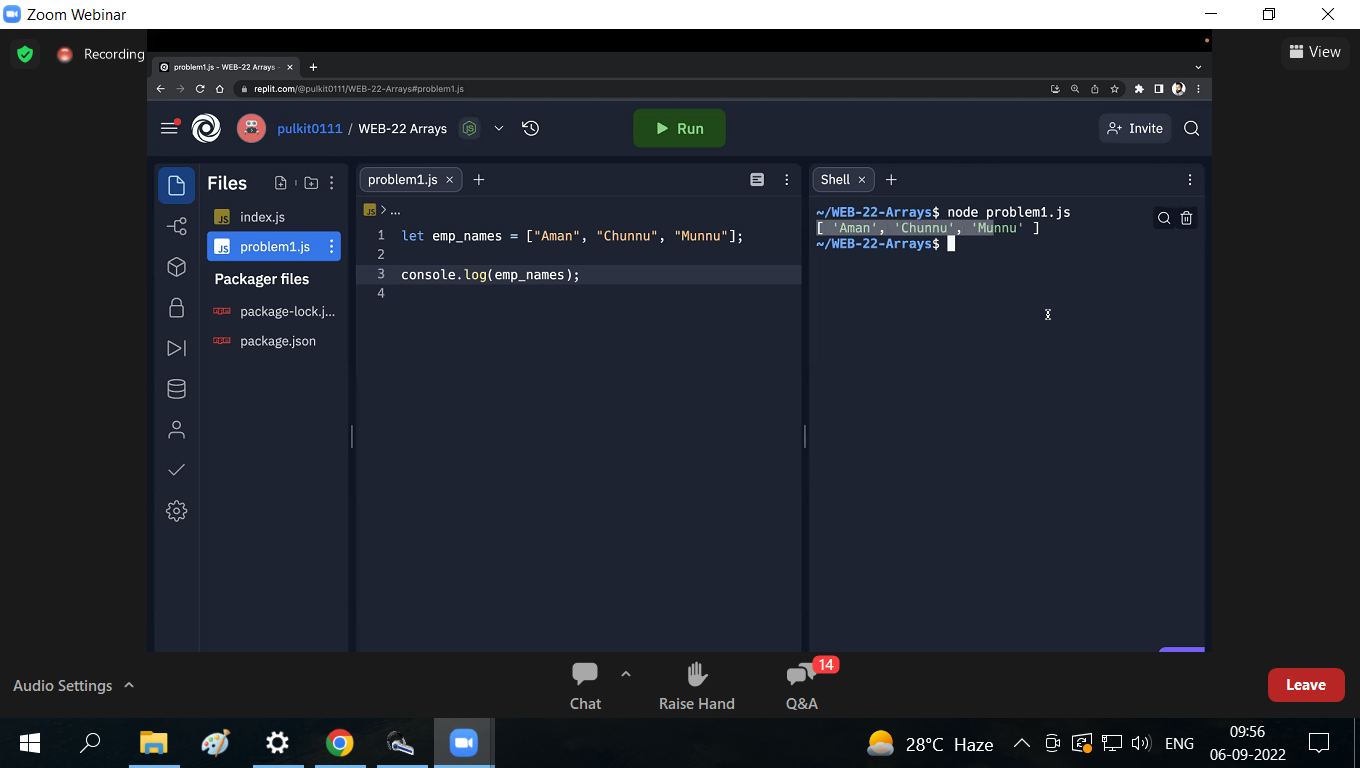 Zoom Webinar
Recording
View
problem1.js - WEB-22 Arrays -
replit.com/@pulkit0111/WEB-22-Arrays#problem1.js
pulkit0111 / WEB-22 Arrays
Run
Invite
Files
index.js
problem1.js
Packager files
package-lock.j...
package.json
problem1.js
JS > ...
1 let emp_names = ["Aman", "Chunnu", "Munnu"];
2
3 console.log(emp_names);
4
Shell
~/WEB-22-Arrays$ node problem1.js
[ 'Aman', 'Chunnu', 'Munnu' ]
~/WEB-22-Arrays$
Audio Settings
Chat
Raise Hand
14
Q&A
Leave
28°C Haze
ENG
09:56
06-09-2022